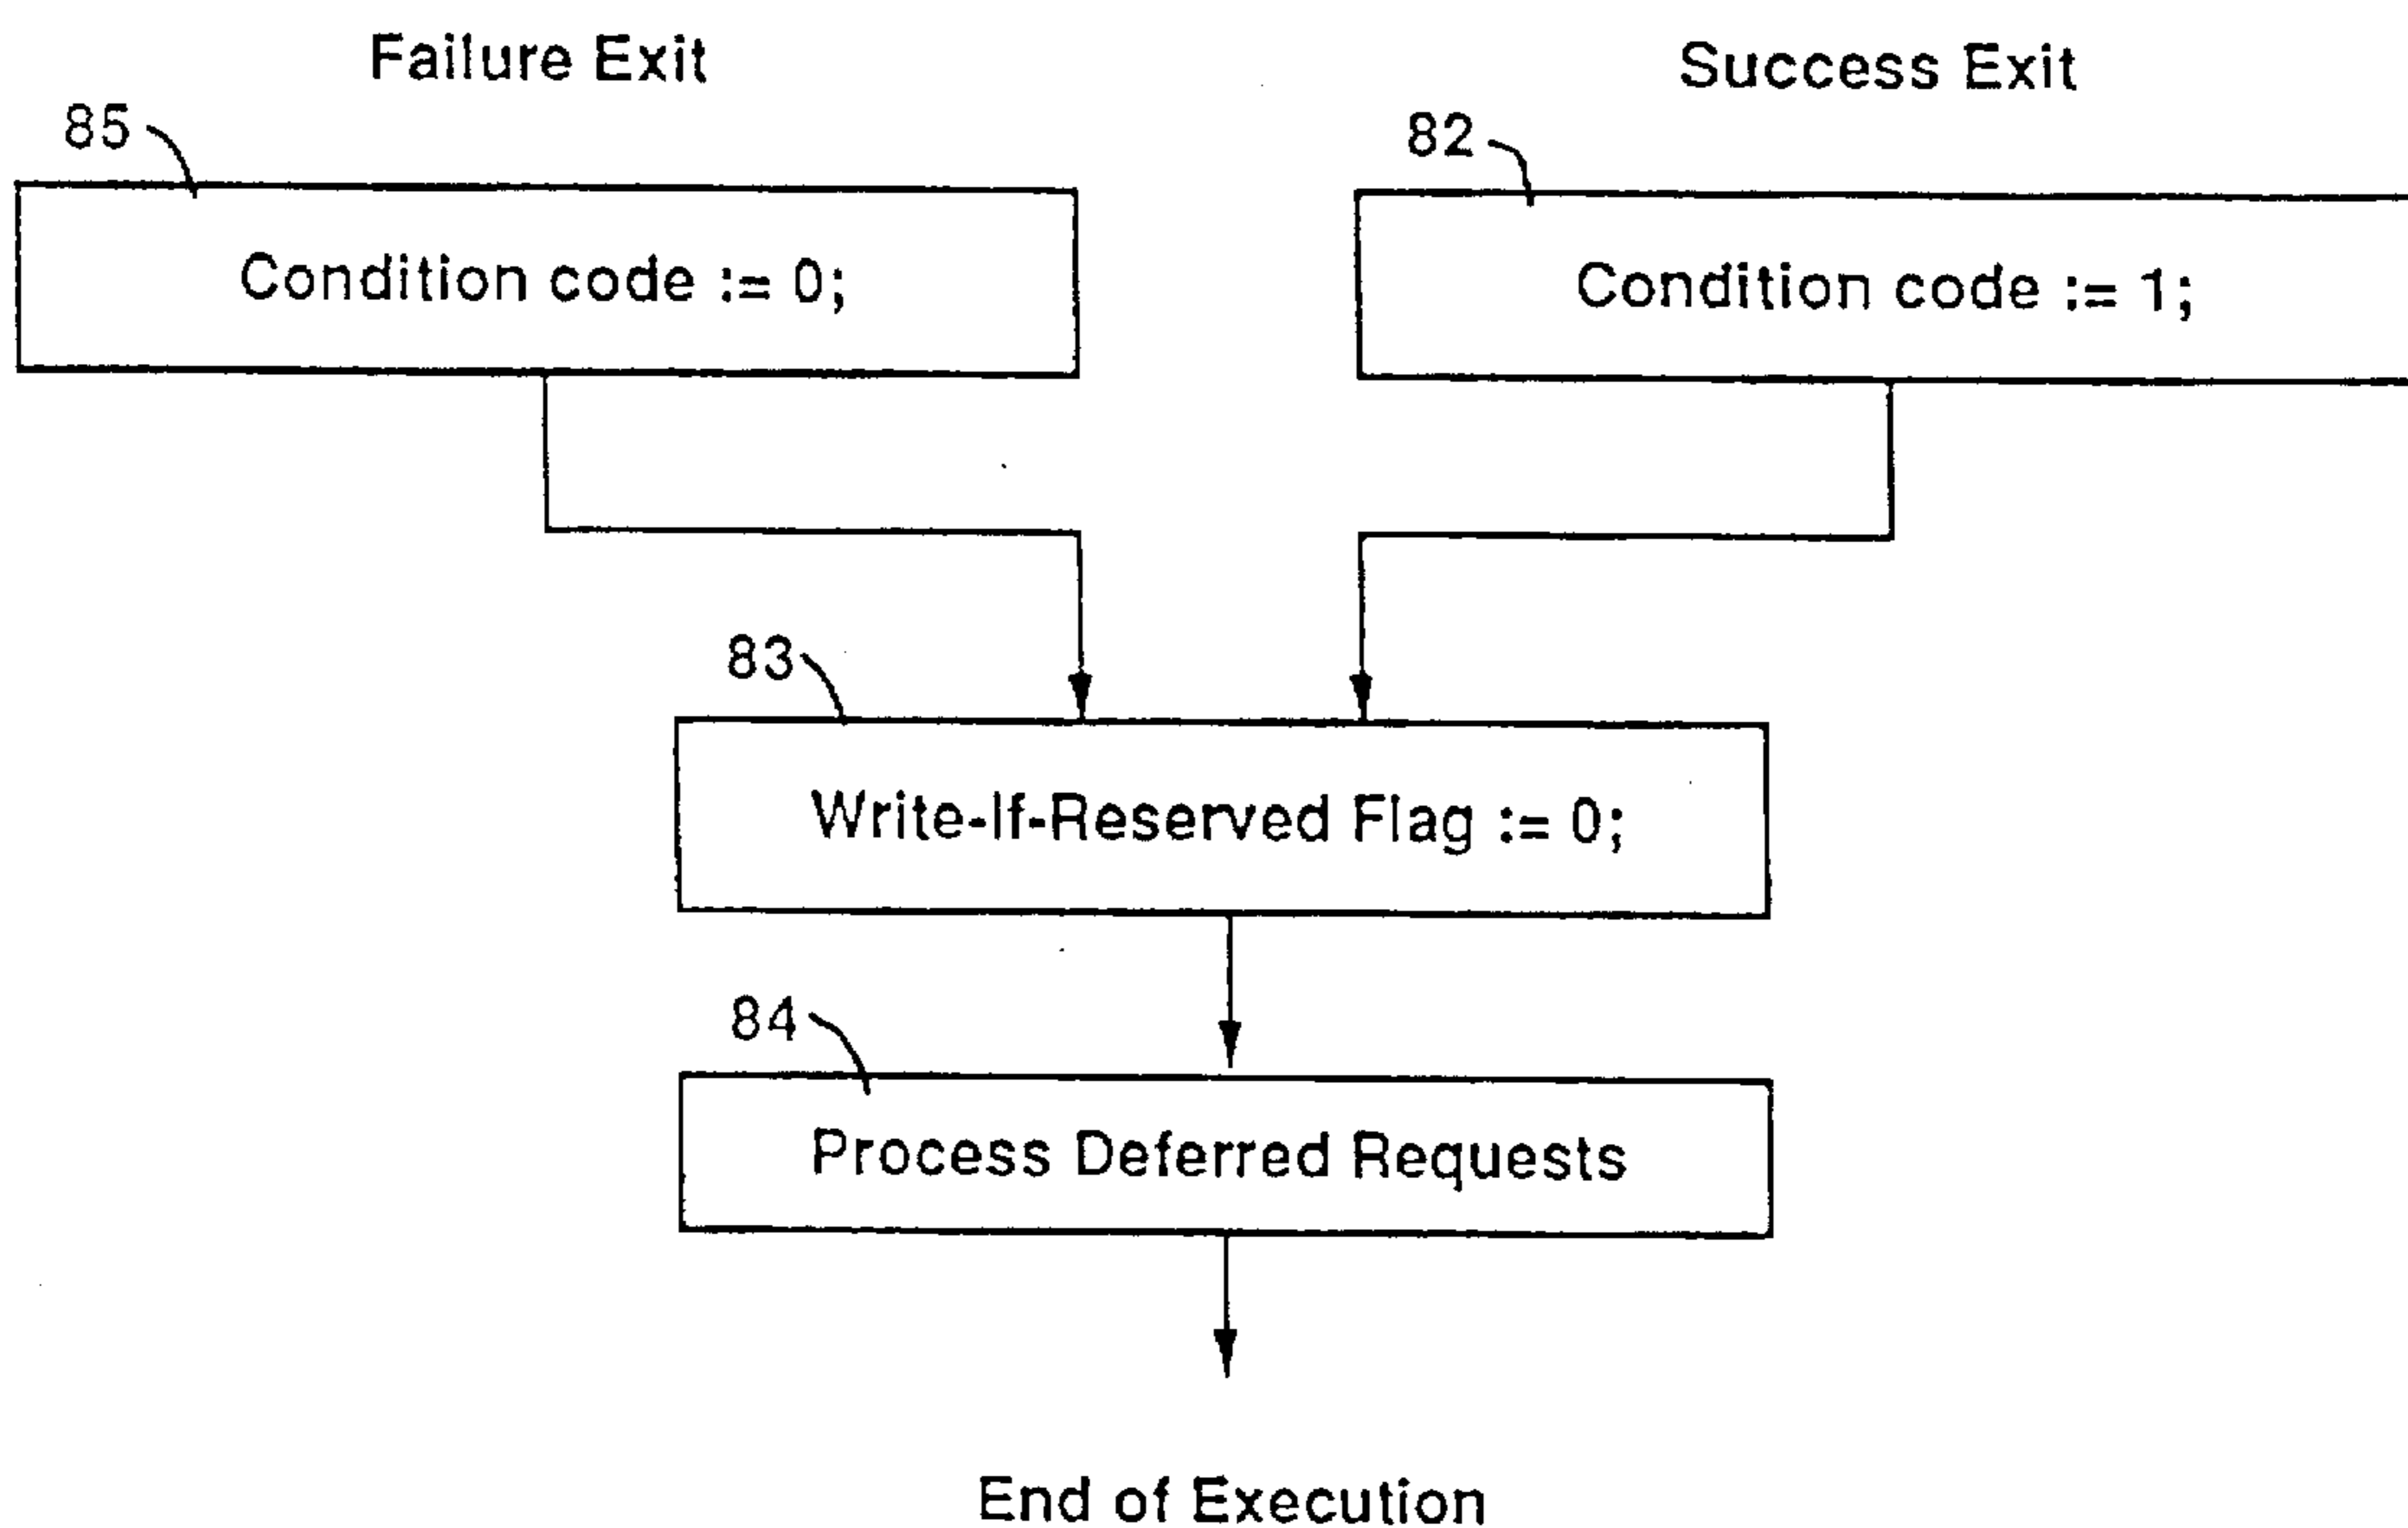 Failure Exit
Success Exit
85
82
Condition code := 0;
Condition code := 1;
83
Write-If-Reserved Flag := 0;
84
Process Deferred Requests
End of Execution